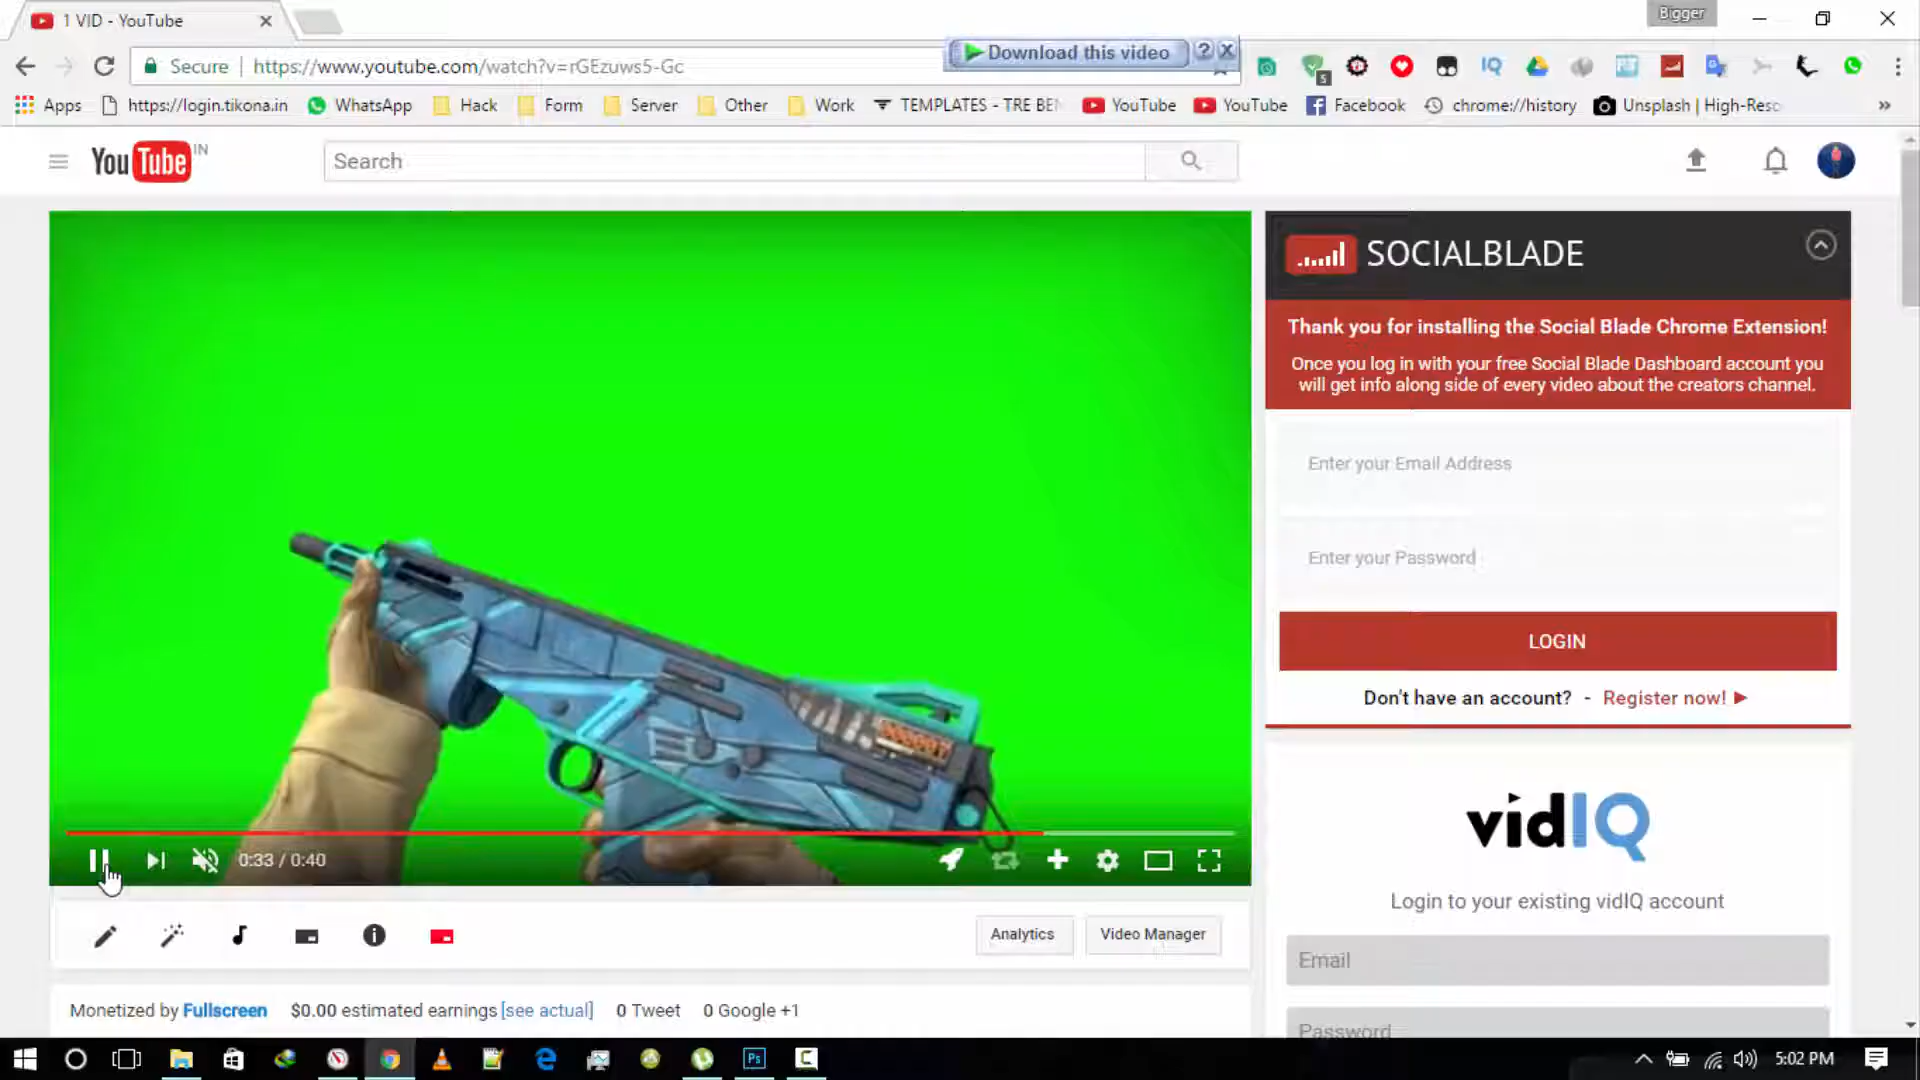 1 VID - YouTube
Bigger
Secure
https://www.youtube.com/watch?v=rGEzuws5-Gc
Download this video
?
X
5
IQ
Apps
https://login.tikona.in
WhatsApp
Hack
Form
Server
Other
Work
TEMPLATES - TRE BEN
YouTube
YouTube
Facebook
chrome://history
Unsplash | High-Reso
»
YouTube IN
Search
SOCIALBLADE
Thank you for installing the Social Blade Chrome Extension!
Once you log in with your free Social Blade Dashboard account you
will get info along side of every video about the creators channel.
Enter your Email Address
Enter your Password
LOGIN
Don't have an account? - Register now!
vidIQ
Login to your existing vidIQ account
Email
Password
0:33 / 0:40
Analytics
Video Manager
Monetized by Fullscreen
$0.00 estimated earnings [see actual]
0 Tweet
0 Google +1
Ps
5:02 PM